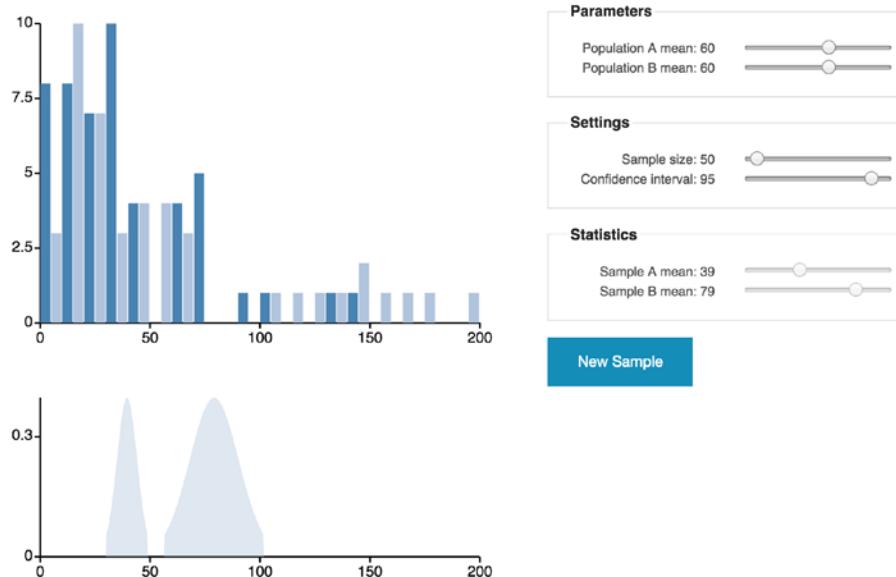 10
7.5
5
2.5
0
0 50 100 150 200
0.3
0
0 50 100 150 200
Parameters
Population A mean: 60
Population B mean: 60
Settings
Sample size: 50
Confidence interval: 95
Statistics
Sample A mean: 39
Sample B mean: 79
New Sample